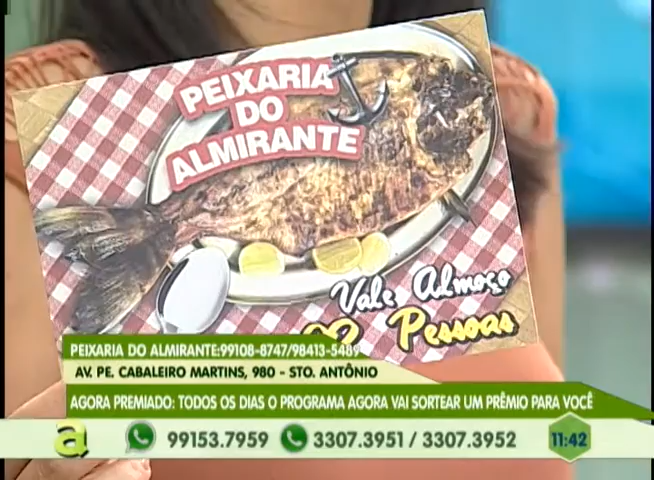 PEIXARIA
DO
ALMIRANTE
Vale Almoço
2 Pessoas
PEIXARIA DO ALMIRANTE:99108-8747/98413-5489
AV. PE. CABALEIRO MARTINS, 980 - STO. ANTÔNIO
AGORA PREMIADO: TODOS OS DIAS O PROGRAMA AGORA VAI SORTEAR UM PRÊMIO PARA VOCÊ
a 99153.7959 3307.3951 / 3307.3952 11:42